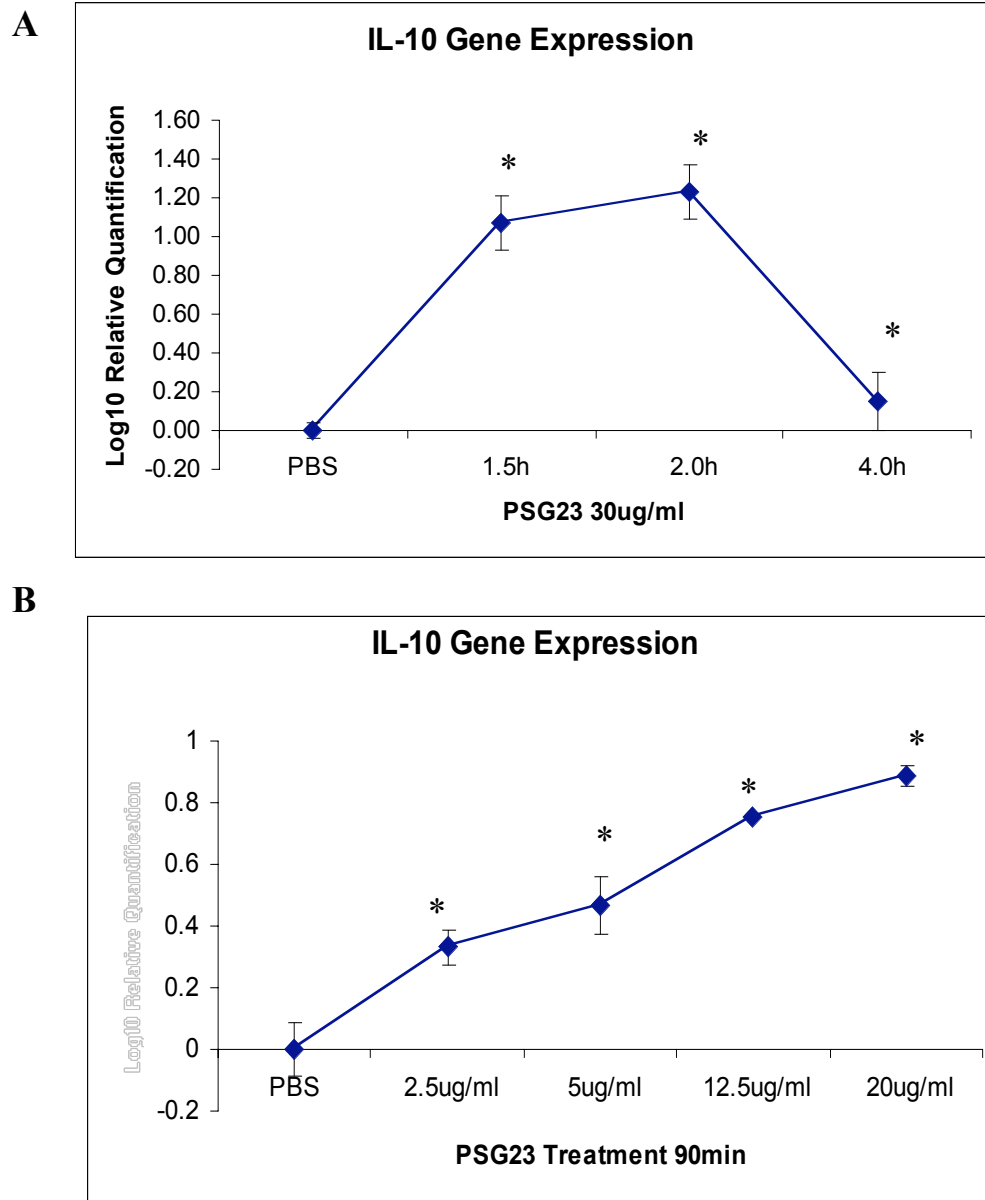 A
IL-10 Gene Expression
Log10 Relative Quantification
1.60
1.40
1.20
1.00
0.80
0.60
0.40
0.20
0.00
-0.20
*
*
*
PBS
1.5h
2.0h
4.0h
PSG23 30ug/ml
B
IL-10 Gene Expression
Log10 Relative Quantification
1
0.8
0.6
0.4
0.2
0
-0.2
*
*
*
*
PBS
2.5ug/ml
5ug/ml
12.5ug/ml
20ug/ml
PSG23 Treatment 90min